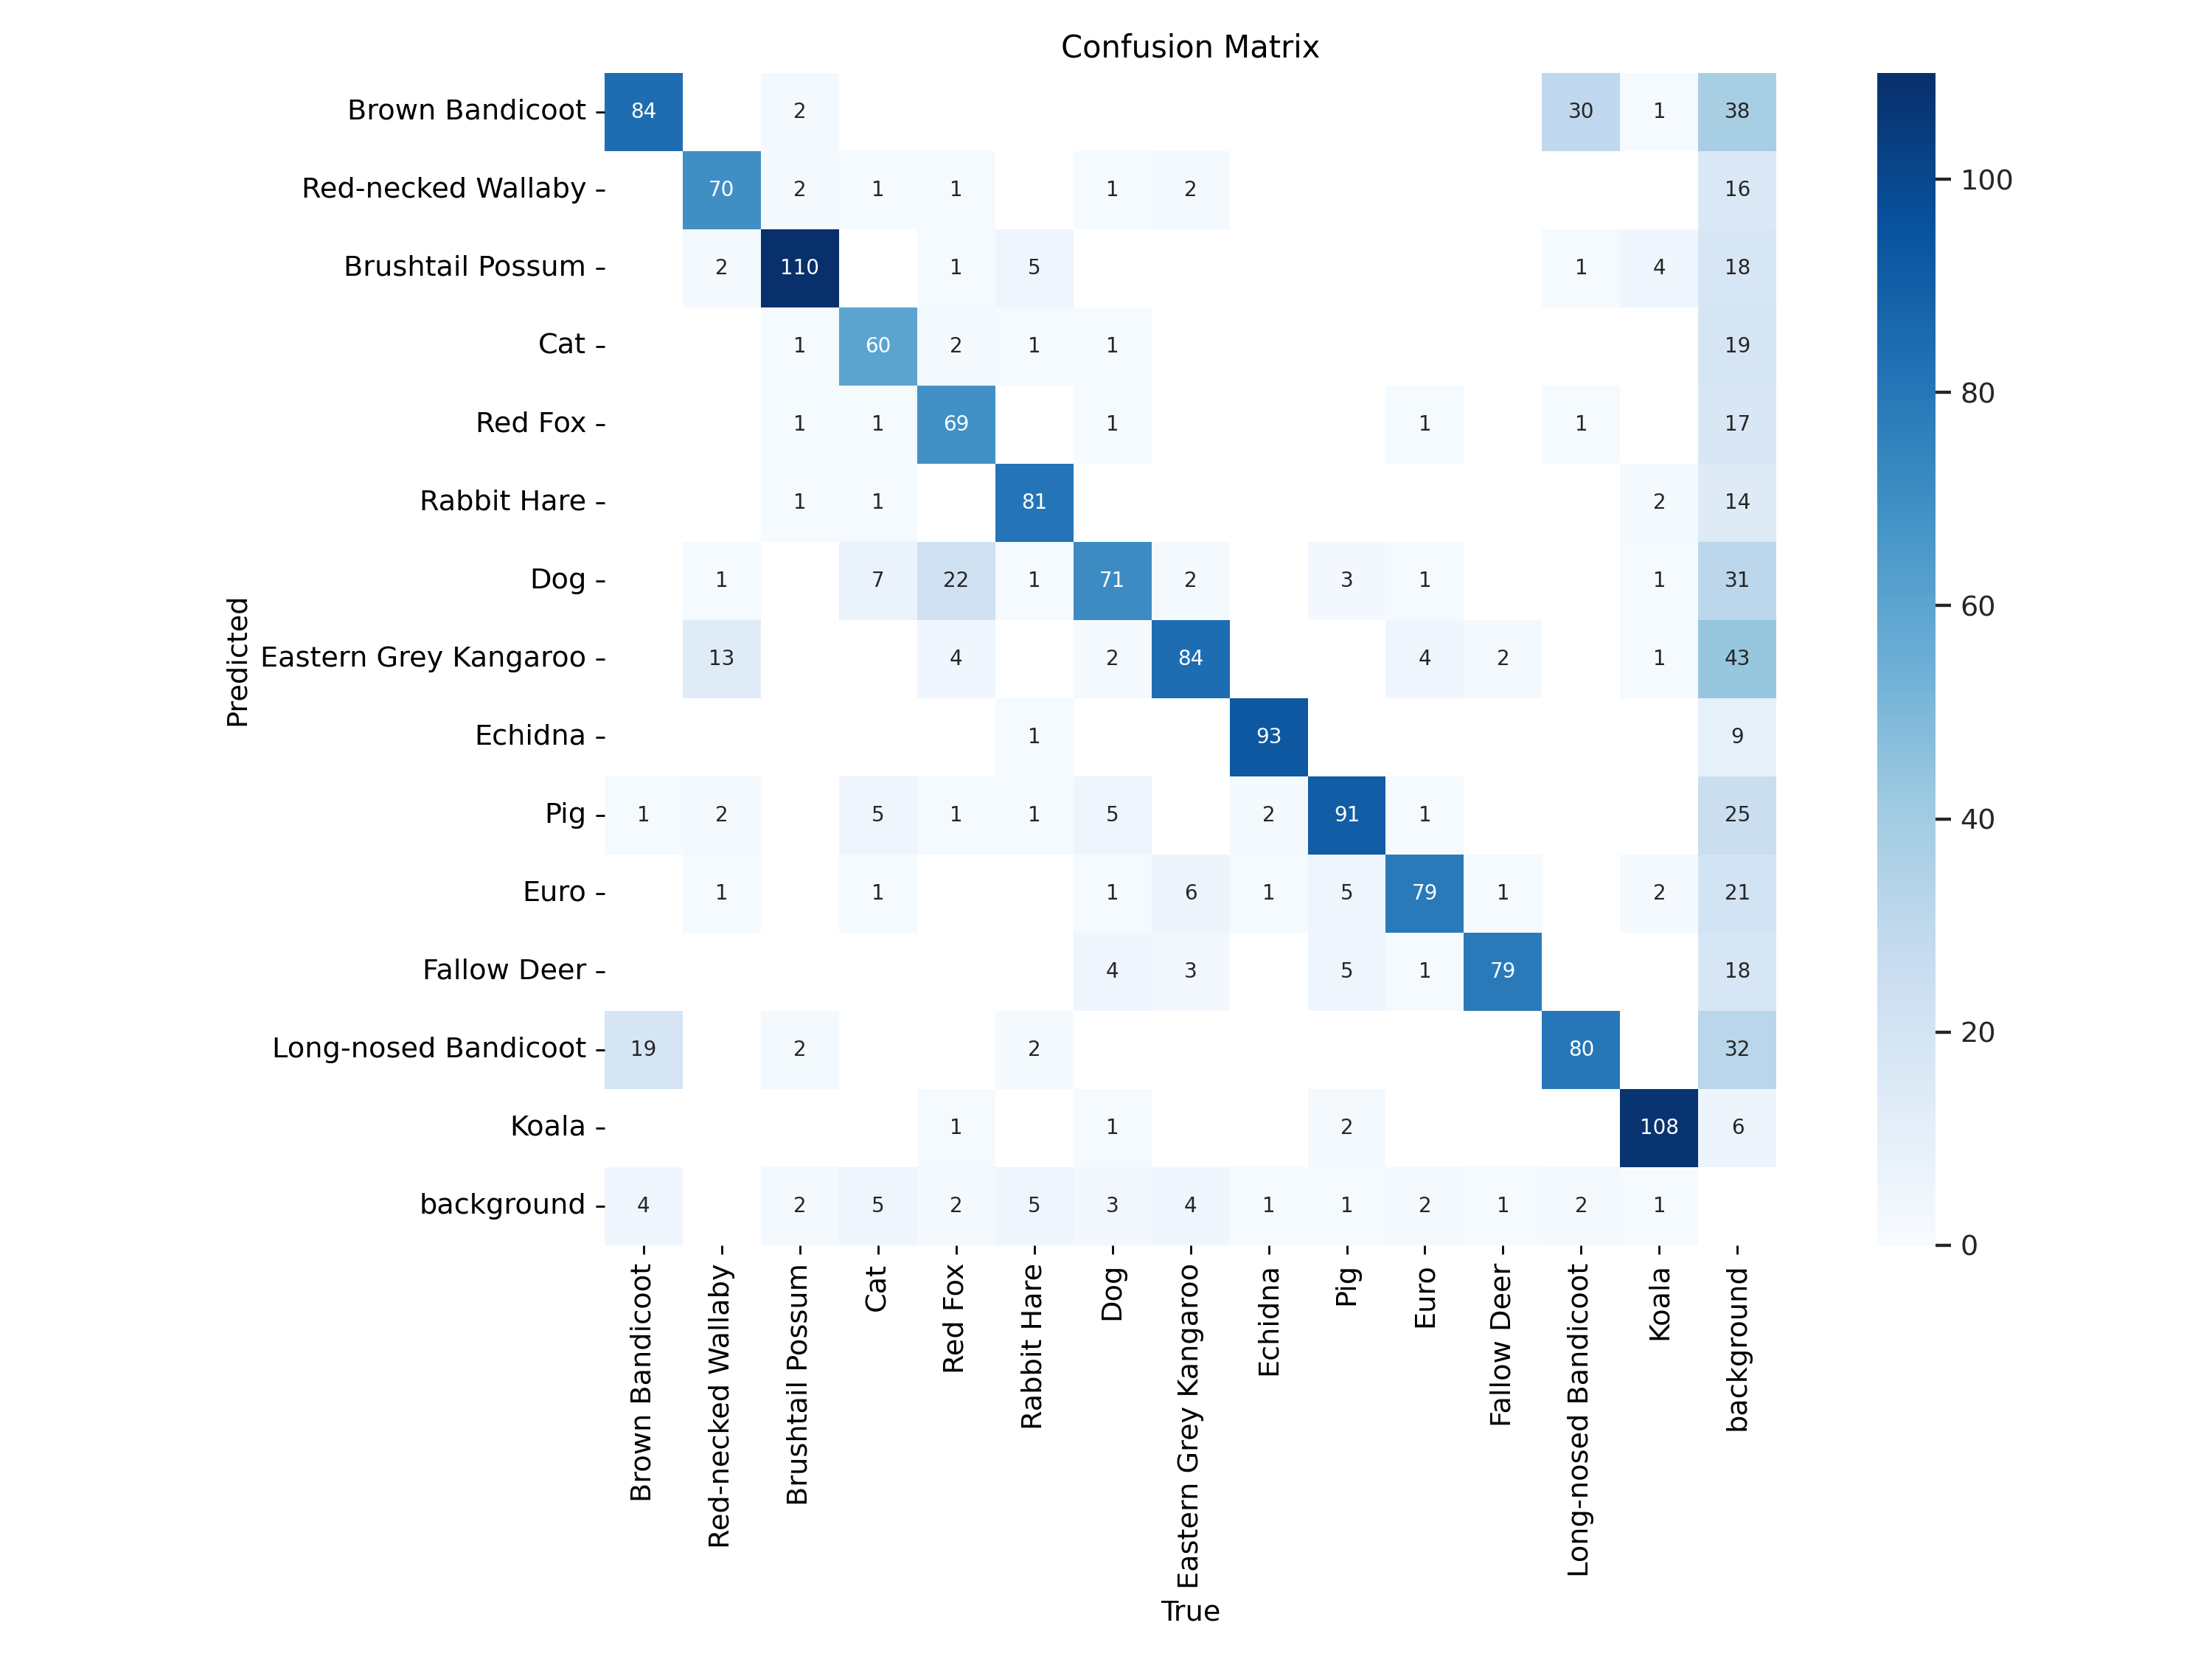 Confusion Matrix
Brown Bandicoot 84 2 30 1 38
Red-necked Wallaby 70 2 1 1 1 2 16
Brushtail Possum 2 110 1 5 1 4 18
Cat 1 60 2 1 1 19
Red Fox 1 1 69 1 1 1 17
Rabbit Hare 1 1 81 2 14
Dog 1 7 22 1 71 2 3 1 1 31
Eastern Grey Kangaroo 13 4 2 84 4 2 1 43
Echidna 1 93 9
Pig 1 2 5 1 1 5 2 91 1 25
Euro 1 1 1 6 1 5 79 1 2 21
Fallow Deer 4 3 5 1 79 18
Long-nosed Bandicoot 19 2 2 80 32
Koala 1 1 2 108 6
background 4 2 5 2 5 3 4 1 1 2 1 2 1
Predicted
Brown Bandicoot
Red-necked Wallaby
Brushtail Possum
Cat
Red Fox
Rabbit Hare
Dog
Eastern Grey Kangaroo
Echidna
Pig
Euro
Fallow Deer
Long-nosed Bandicoot
Koala
background
True
100
80
60
40
20
0